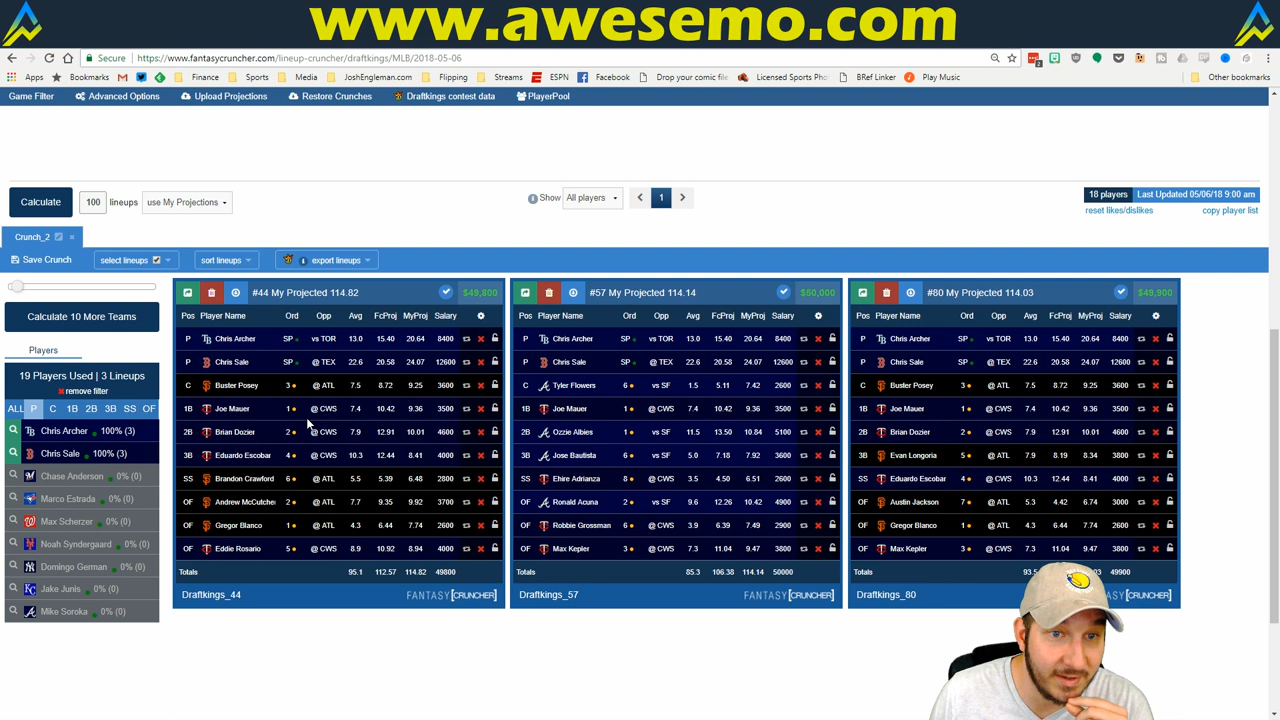 www.awesemo.com
Secure https://www.fantasycruncher.com/lineup-cruncher/draftkings/MLB/2018-05-06
Apps Bookmarks Finance Sports Media JoshEngleman.com Flipping Streams ESPN Facebook Drop your comic file Licensed Sports Pho BRef Linker Play Music Other Bookmarks
Game Filter Advanced Options Upload Projections Restore Crunches Draftkings contest data PlayerPool
Calculate 100 lineups use My Projections Show All players 1 18 players Last Updated 05/06/18 9:00 am
reset likes/dislikes copy player list
Crunch_2
Save Crunch select lineups sort lineups export lineups
Calculate 10 More Teams
Players
19 Players Used | 3 Lineups
remove filter
ALL P C 1B 2B 3B SS OF
Chris Archer 100% (3)
Chris Sale 100% (3)
Chase Anderson 0% (0)
Marco Estrada 0% (0)
Max Scherzer 0% (0)
Noah Syndergaard 0% (0)
Domingo German 0% (0)
Jake Junis 0% (0)
Mike Soroka 0% (0)
#44 My Projected 114.82 $49,800
Pos Player Name Ord Opp Avg FcProj MyProj Salary
P Chris Archer SP vs TOR 13.0 15.40 20.64 8400
P Chris Sale SP @ TEX 22.6 20.58 24.07 12600
C Buster Posey 3 @ ATL 7.5 8.72 9.25 3600
1B Joe Mauer 1 @ CWS 7.4 10.42 9.36 3500
2B Brian Dozier 2 @ CWS 7.9 12.91 10.01 4600
3B Eduardo Escobar 4 @ CWS 10.3 12.44 8.41 4000
SS Brandon Crawford 6 @ ATL 5.5 5.39 6.48 2800
OF Andrew McCutchen 2 @ ATL 7.7 9.35 9.92 3700
OF Gregor Blanco 1 @ ATL 4.3 6.44 7.74 2600
OF Eddie Rosario 5 @ CWS 8.9 10.92 8.94 4000
Totals 95.1 112.57 114.82 49800
Draftkings_44 FANTASY [CRUNCHER]
#57 My Projected 114.14 $50,000
Pos Player Name Ord Opp Avg FcProj MyProj Salary
P Chris Archer SP vs TOR 13.0 15.40 20.64 8400
P Chris Sale SP @ TEX 22.6 20.58 24.07 12600
C Tyler Flowers 6 vs SF 1.5 5.11 7.42 2600
1B Joe Mauer 1 @ CWS 7.4 10.42 9.36 3500
2B Ozzie Albies 1 vs SF 11.5 13.50 10.84 5100
3B Jose Bautista 6 vs SF 5.0 7.18 7.92 3600
SS Ehire Adrianza 8 @ CWS 3.5 4.50 6.51 2600
OF Ronald Acuna 2 vs SF 9.6 12.26 10.42 4900
OF Robbie Grossman 6 @ CWS 3.9 6.39 7.49 2900
OF Max Kepler 3 @ CWS 7.3 11.04 9.47 3800
Totals 85.3 106.38 114.14 50000
Draftkings_57 FANTASY [CRUNCHER]
#80 My Projected 114.03 $49,900
Pos Player Name Ord Opp Avg FcProj MyProj Salary
P Chris Archer SP vs TOR 13.0 15.40 20.64 8400
P Chris Sale SP @ TEX 22.6 20.58 24.07 12600
C Buster Posey 3 @ ATL 7.5 8.72 9.25 3600
1B Joe Mauer 1 @ CWS 7.4 10.42 9.36 3500
2B Brian Dozier 2 @ CWS 7.9 12.91 10.01 4600
3B Evan Longoria 5 @ ATL 7.9 8.19 8.34 3800
SS Eduardo Escobar 4 @ CWS 10.3 12.44 8.41 4000
OF Austin Jackson 7 @ ATL 5.3 4.42 6.74 3000
OF Gregor Blanco 1 @ ATL 4.3 6.44 7.74 2600
OF Max Kepler 3 @ CWS 7.3 11.04 9.47 3800
Totals 93.5 49900
Draftkings_80 CRUNCHER]